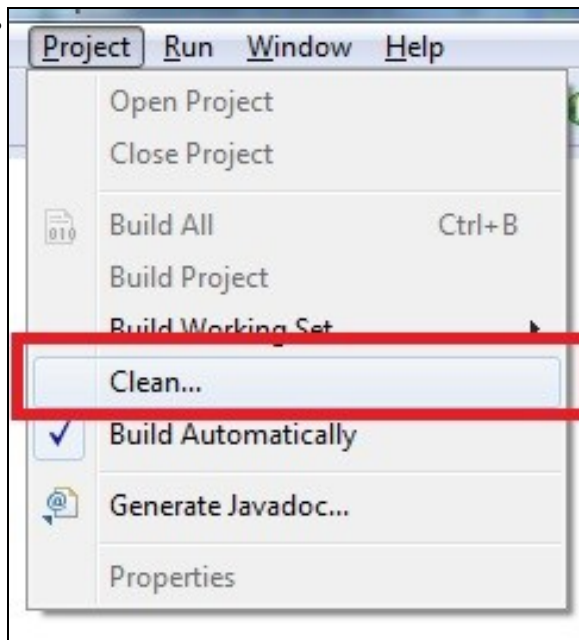 Project Run Window Help
Open Project
Close Project
Build All Ctrl+B
Build Project
Build Working Set
Clean...
Build Automatically
Generate Javadoc...
Properties